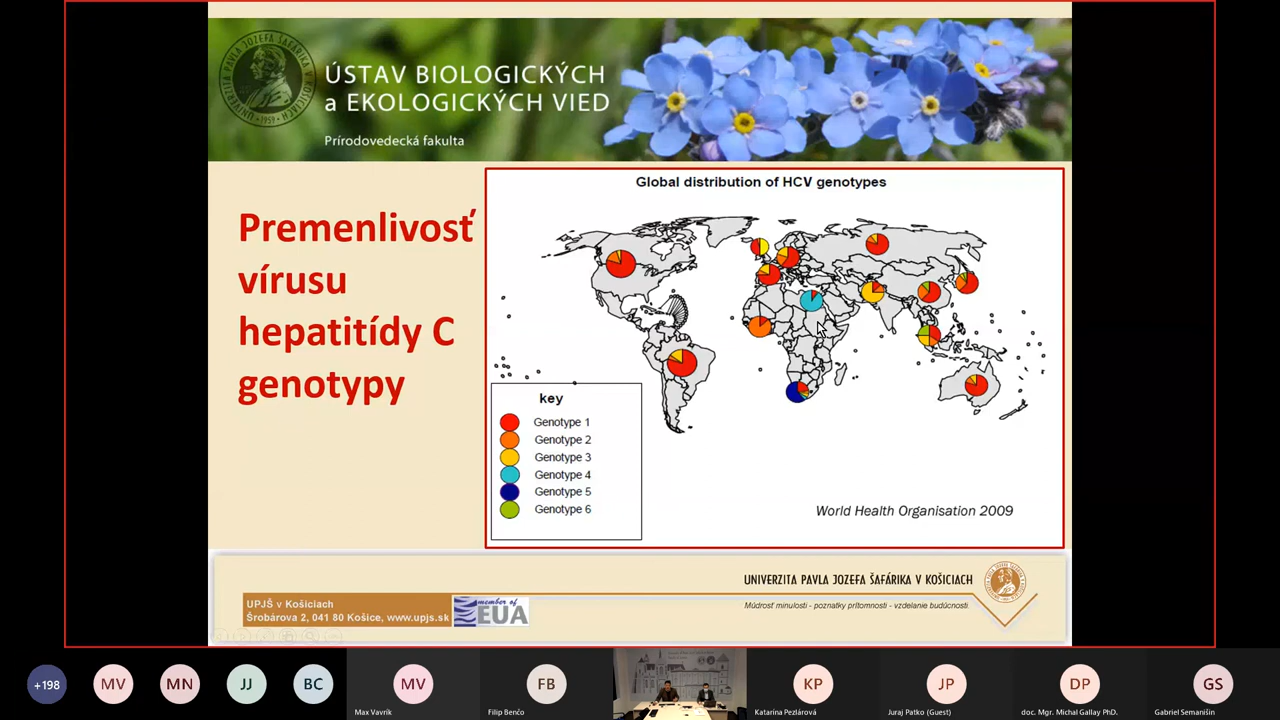 ÚSTAV BIOLOGICKÝCH
a EKOLOGICKÝCH VIED
Prírodovedecká fakulta
Premenlivosť
vírusu
hepatitídy C
genotypy
Global distribution of HCV genotypes
key
Genotype 1
Genotype 2
Genotype 3
Genotype 4
Genotype 5
Genotype 6
World Health Organisation 2009
UNIVERZITA PAVLA JOZEFA ŠAFÁRIKA V KOŠICIACH
Múdrosť minulosti - poznatky prítomnosti - vzdelanie budúcnosti.
UPJŠ v Košiciach
Šrobárova 2, 041 80 Košice, www.upjs.sk
member of
EUA
+198
MV
MN
JJ
BC
MV
FB
KP
JP
DP
GS
Max Vavrík
Filip Benčo
Katarína Pezlárová
Juraj Patko (Guest)
doc. Mgr. Michal Gallay PhD.
Gabriel Semanšin